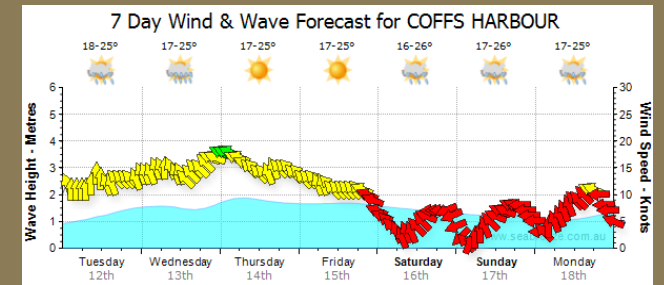 7 Day Wind & Wave Forecast for COFFS HARBOUR
18-25° 17-25° 17-25° 17-25° 16-26° 17-26° 17-25°
Wave Height - Metres
6
5
4
3
2
1
0
30
25
20
15
10
5
0
Wind Speed - Knots
Tuesday Wednesday Thursday Friday Saturday Sunday Monday
12th 13th 14th 15th 16th 17th 18th